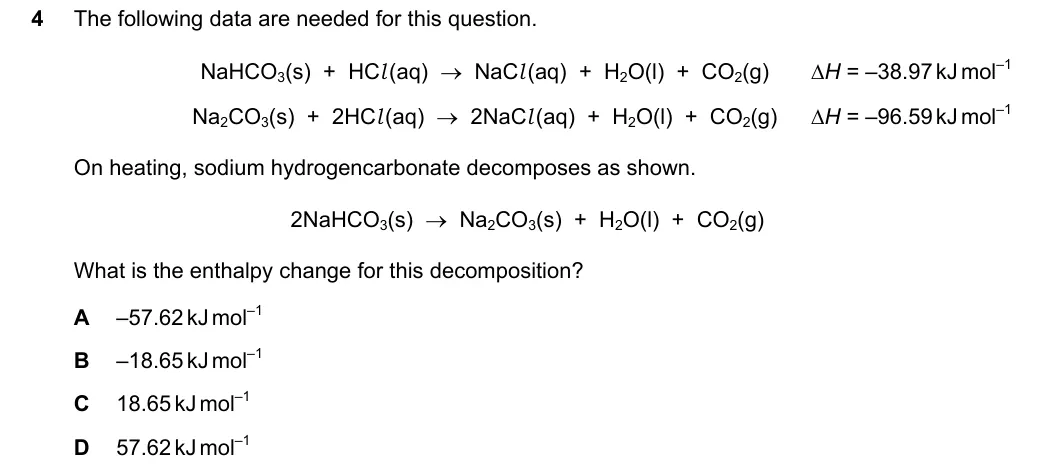 4 The following data are needed for this question.
NaHCO₃(s) + HCl(aq) → NaCl(aq) + H₂O(l) + CO₂(g) ΔH = –38.97 kJ mol⁻¹
Na₂CO₃(s) + 2HCl(aq) → 2NaCl(aq) + H₂O(l) + CO₂(g) ΔH = –96.59 kJ mol⁻¹
On heating, sodium hydrogencarbonate decomposes as shown.
2NaHCO₃(s) → Na₂CO₃(s) + H₂O(l) + CO₂(g)
What is the enthalpy change for this decomposition?
A –57.62 kJ mol⁻¹
B –18.65 kJ mol⁻¹
C 18.65 kJ mol⁻¹
D 57.62 kJ mol⁻¹